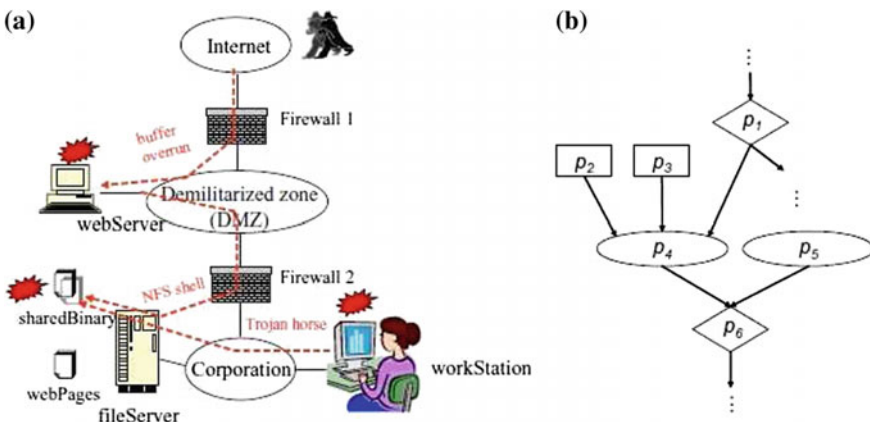 (a)
Internet
Firewall 1
buffer
overrun
Demilitarized zone
(DMZ)
webServer
Firewall 2
NFS shell
sharedBinary
Trojan horse
Corporation
workStation
webPages
fileServer
(b)
⋮
p1
p2
p3
⋮
p4
p5
p6
⋮